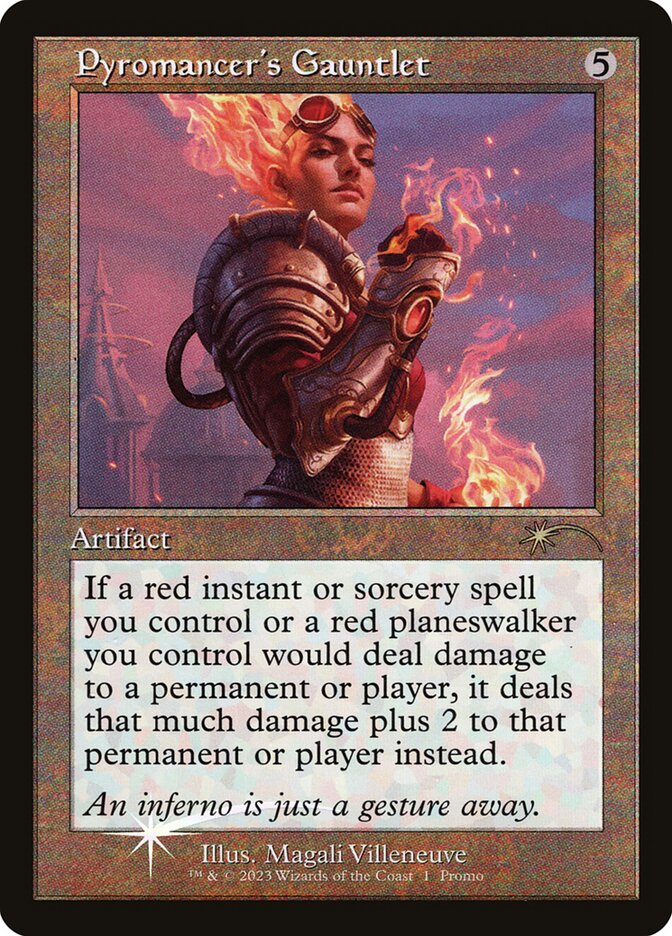 Pyromancer's Gauntlet 5
Artifact
If a red instant or sorcery spell
you control or a red planeswalker
you control would deal damage
to a permanent or player, it deals
that much damage plus 2 to that
permanent or player instead.
An inferno is just a gesture away.
Illus. Magali Villeneuve
™ & © 2023 Wizards of the Coast 1 Promo